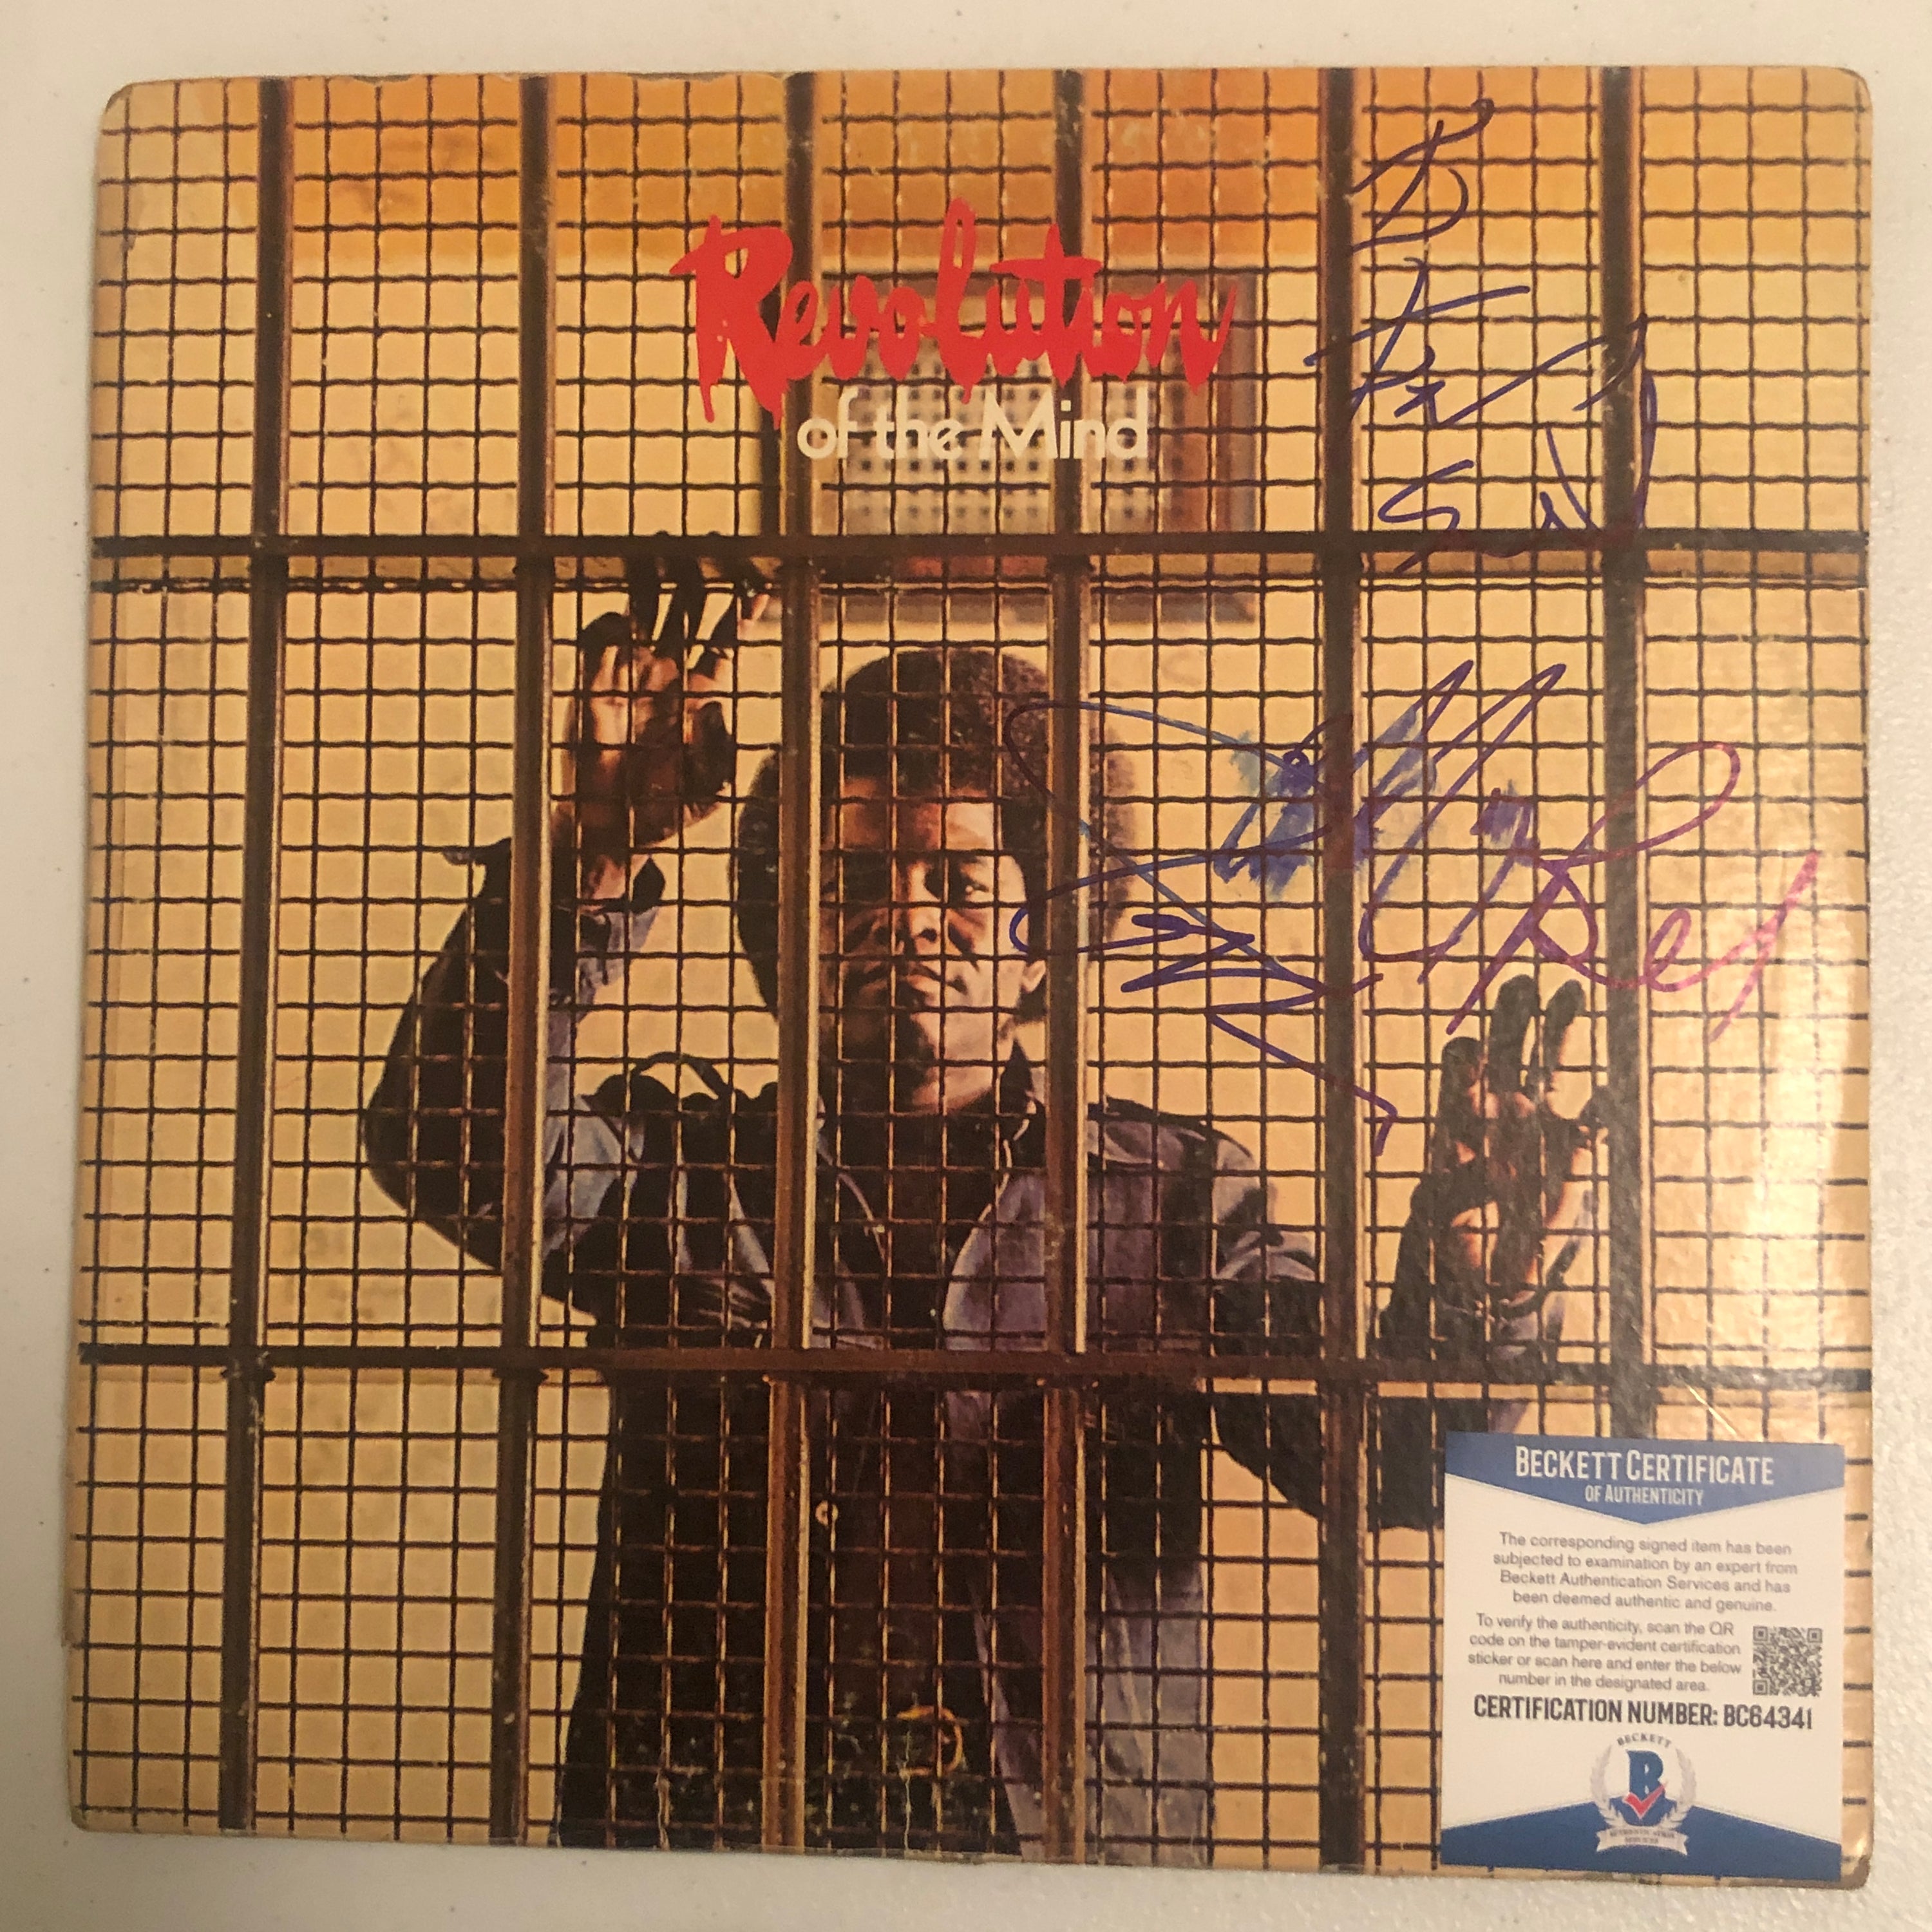 Revolution
of the Mind
BECKETT CERTIFICATE
OF AUTHENTICITY
The corresponding signed item has been
subjected to examination by an expert from
Beckett Authentication Services and has
been deemed authentic and genuine.
To verify the authenticity, scan the QR
code on the tamper-evident certification
sticker or scan here and enter the below
number in the designated area.
CERTIFICATION NUMBER: BC64341
BECKETT
B
AUTHENTICATION
SERVICES